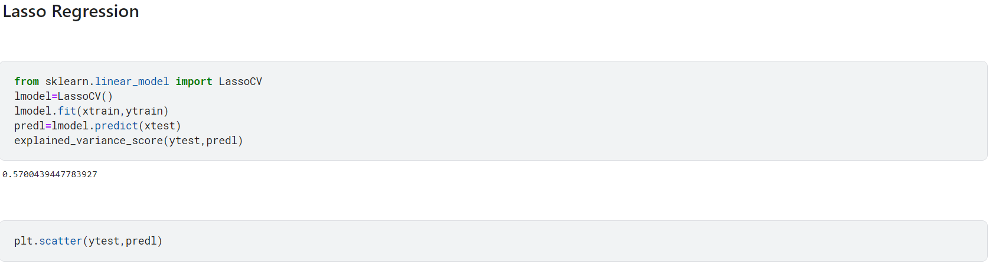 Lasso Regression
from sklearn.linear_model import LassoCV
lmodel=LassoCV()
lmodel.fit(xtrain,ytrain)
predl=lmodel.predict(xtest)
explained_variance_score(ytest,predl)
0.5700439447783927
plt.scatter(ytest,predl)